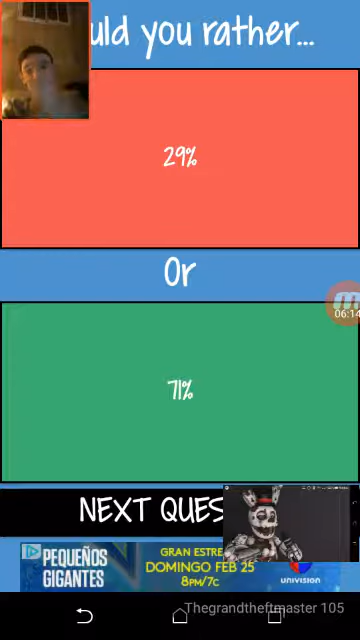 uld you rather...
29%
Or
06:14
71%
NEXT QUES
PEQUEÑOS
GIGANTES
GRAN ESTRE
DOMINGO FEB 25
8PM/7C
UNIVISION
Thegrandtheftmaster 105